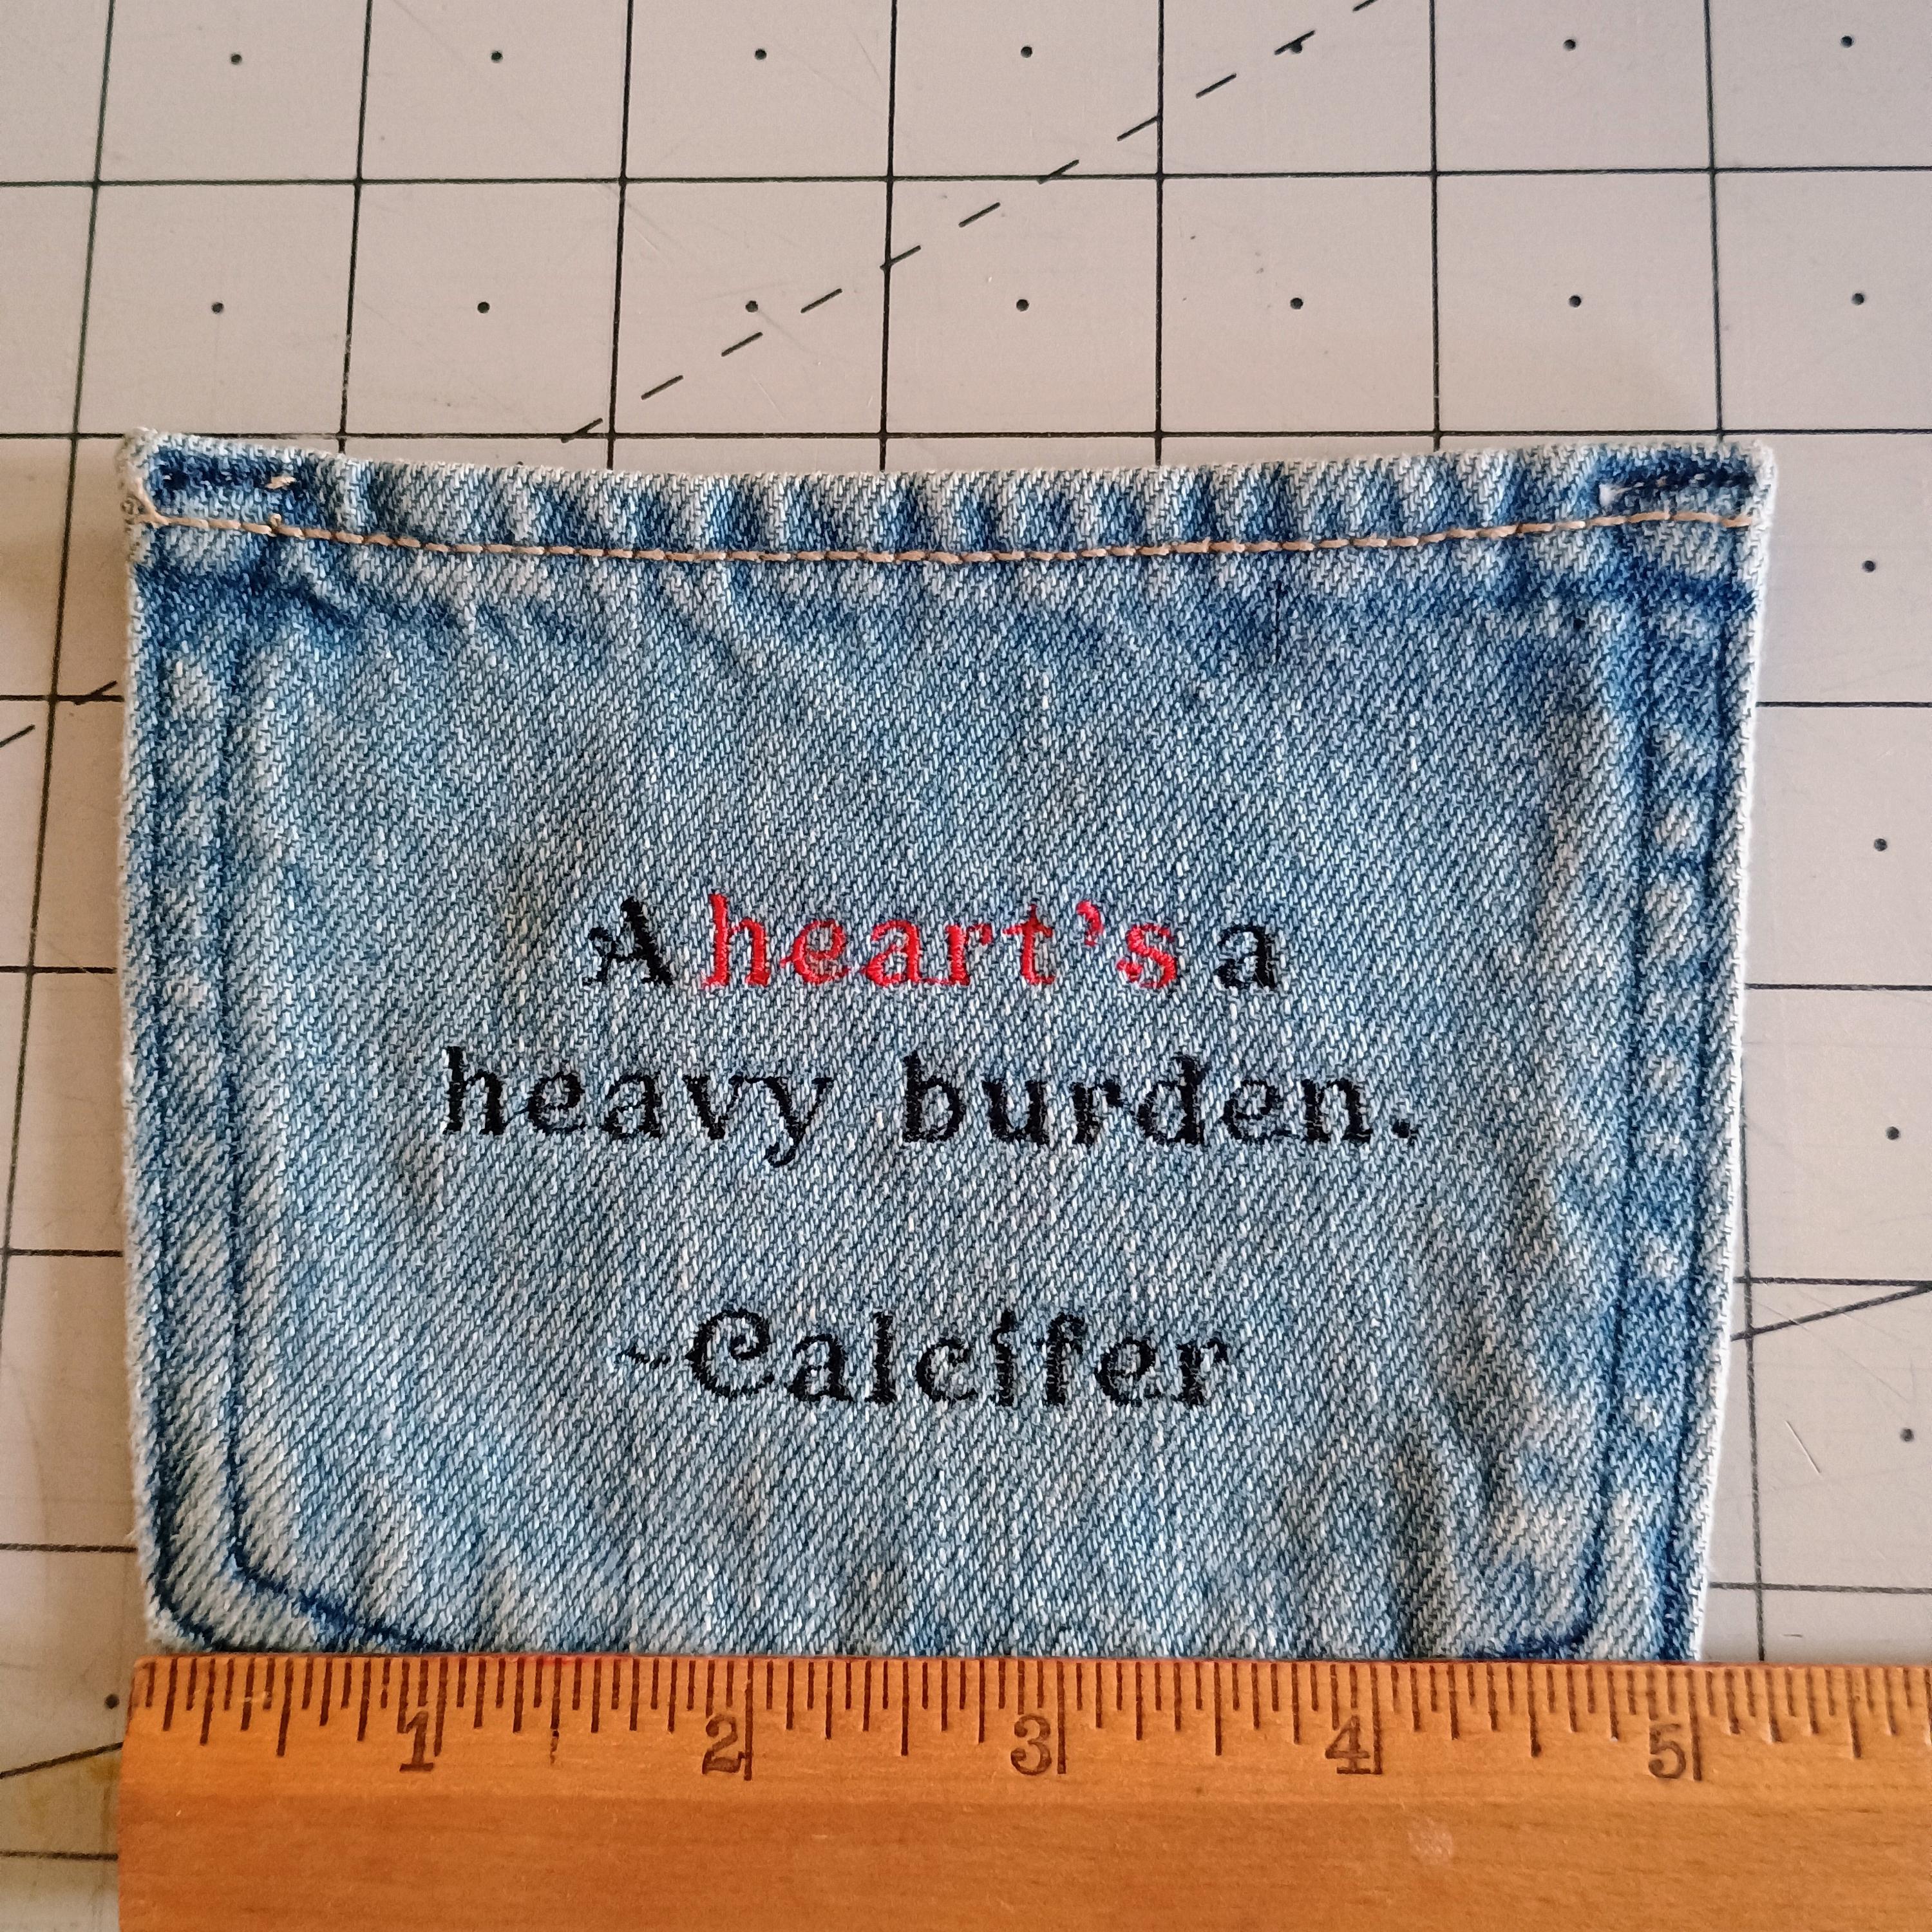 A heart's a
heavy burden.
~Calcifer
1 2 3 4 5